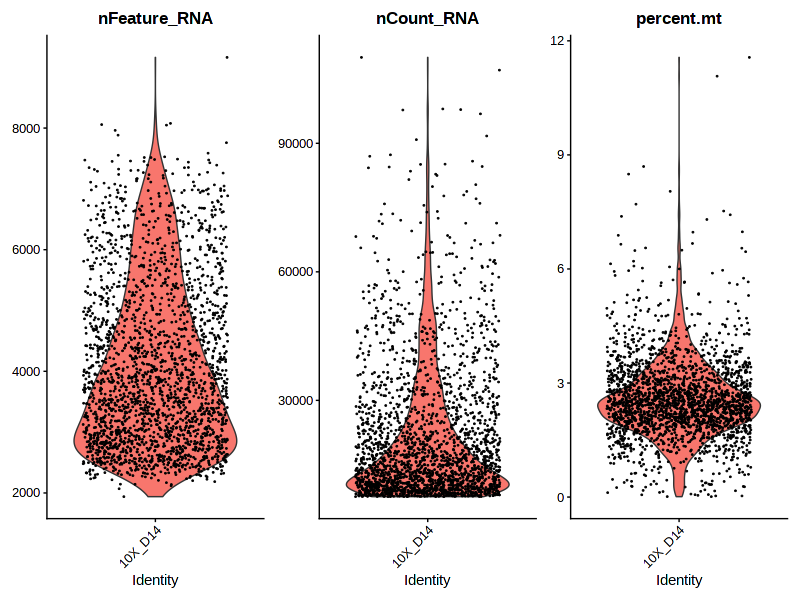 nFeature_RNA
8000
6000
4000
2000
10X_D14
Identity
nCount_RNA
90000
60000
30000
10X_D14
Identity
percent.mt
12
9
6
3
0
10X_D14
Identity